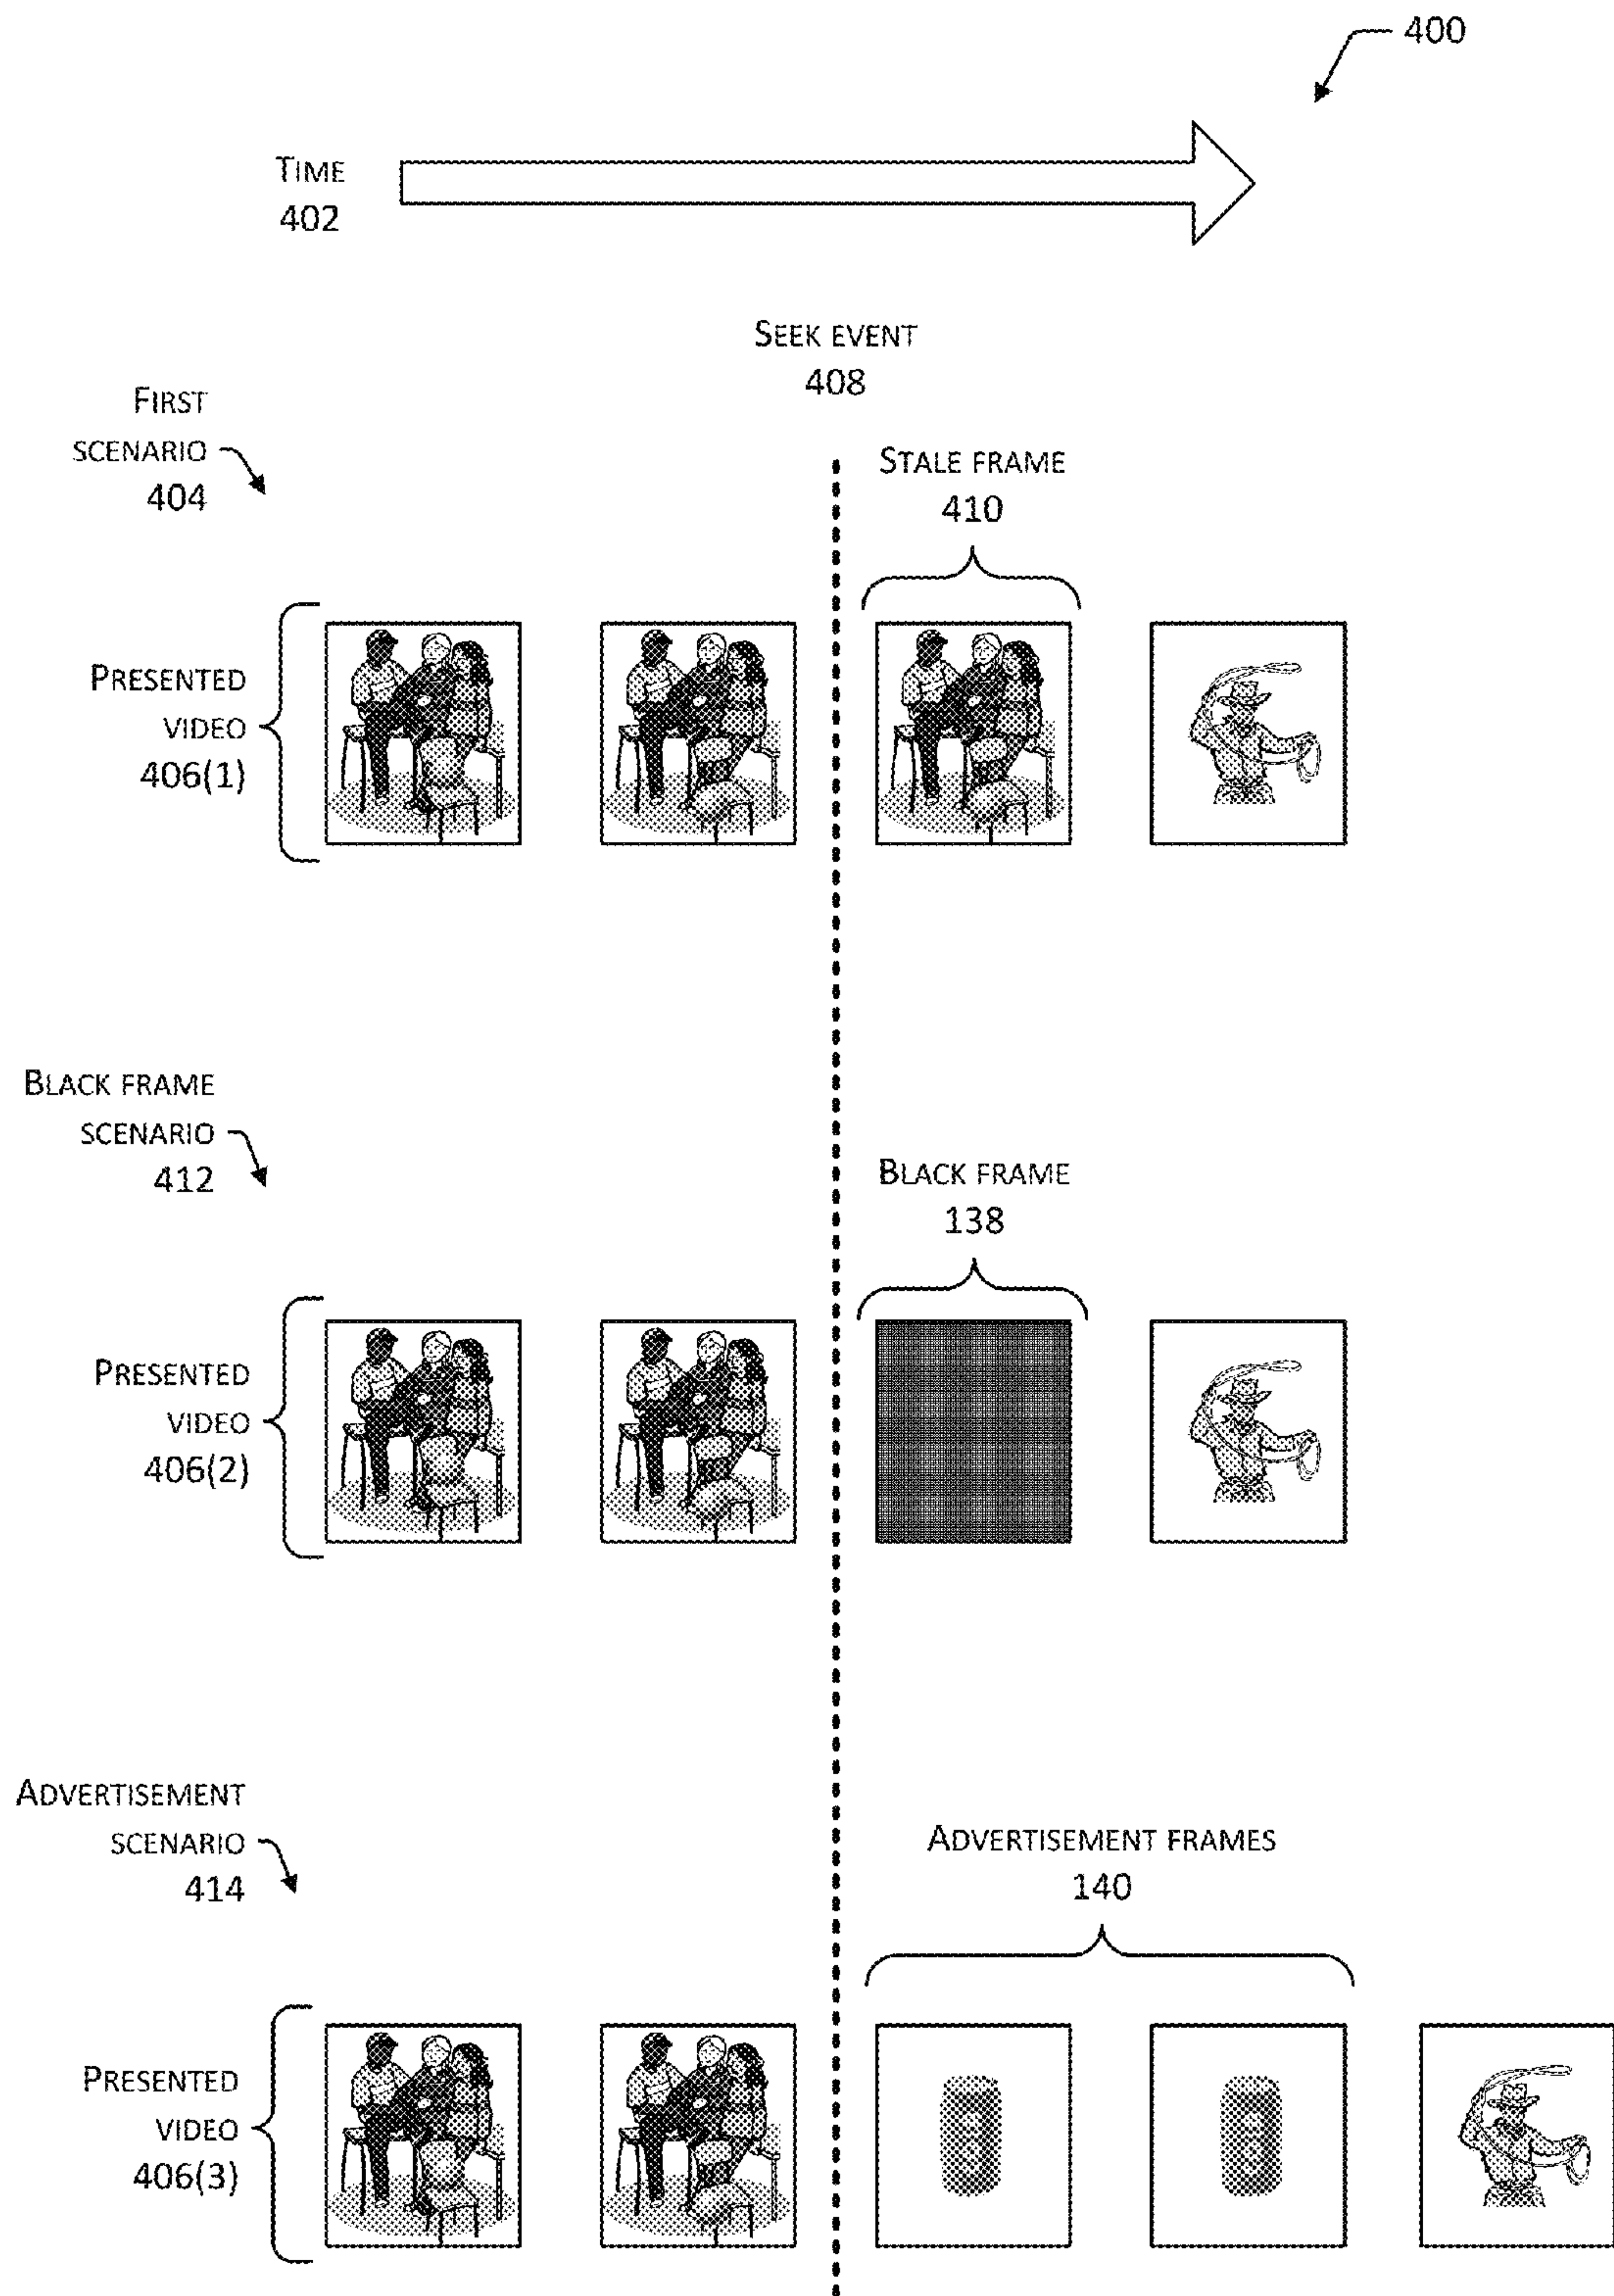 400
TIME
402
SEEK EVENT
408
FIRST
SCENARIO
404
STALE FRAME
410
PRESENTED
VIDEO
406(1)
BLACK FRAME
SCENARIO
412
BLACK FRAME
138
PRESENTED
VIDEO
406(2)
ADVERTISEMENT
SCENARIO
414
ADVERTISEMENT FRAMES
140
PRESENTED
VIDEO
406(3)